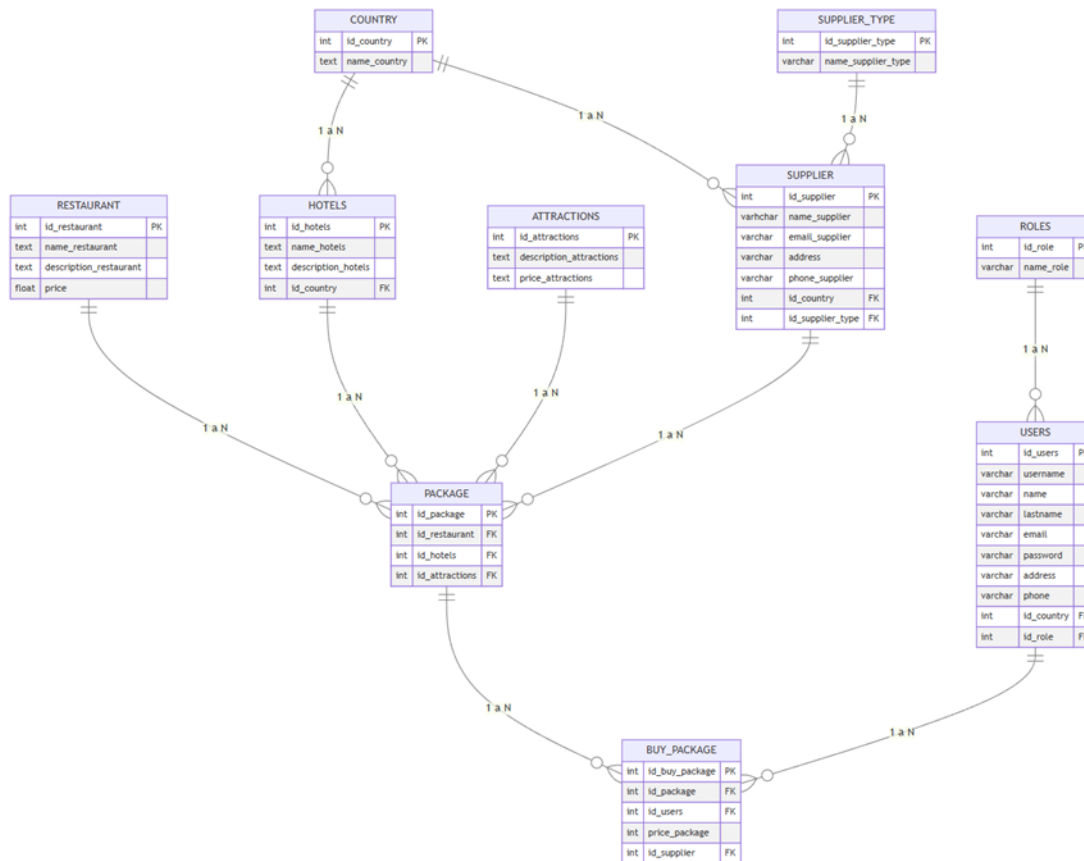 COUNTRY
int id_country PK
text name_country
SUPPLIER_TYPE
int id_supplier_type PK
varchar name_supplier_type
1 a N
1 a N
1 a N
SUPPLIER
int id_supplier PK
varhchar name_supplier
varchar email_supplier
varchar address
varchar phone_supplier
int id_country FK
int id_supplier_type FK
RESTAURANT
int id_restaurant PK
text name_restaurant
text description_restaurant
float price
HOTELS
int id_hotels PK
text name_hotels
text description_hotels
int id_country FK
ATTRACTIONS
int id_attractions PK
text description_attractions
text price_attractions
ROLES
int id_role P
varchar name_role
1 a N
1 a N
1 a N
1 a N
1 a N
USERS
int id_users P
varchar username
varchar name
varchar lastname
varchar email
varchar password
varchar address
varchar phone
int id_country F
int id_role F
PACKAGE
int id_package PK
int id_restaurant FK
int id_hotels FK
int id_attractions FK
1 a N
1 a N
BUY_PACKAGE
int id_buy_package PK
int id_package FK
int id_users FK
int price_package
int id_supplier FK